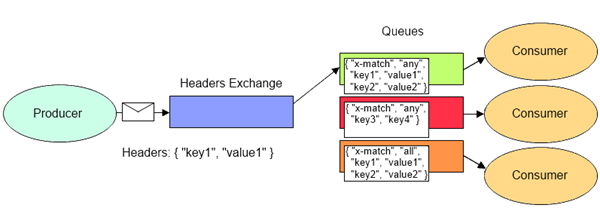 Queues
Headers Exchange
Producer
Headers: { "key1", "value1" }
{ "x-match", "any",
"key1", "value1",
"key2", "value2" }
Consumer
{ "x-match", "any",
"key3", "key4" }
Consumer
{ "x-match", "all",
"key1", "value1",
"key2", "value2" }
Consumer